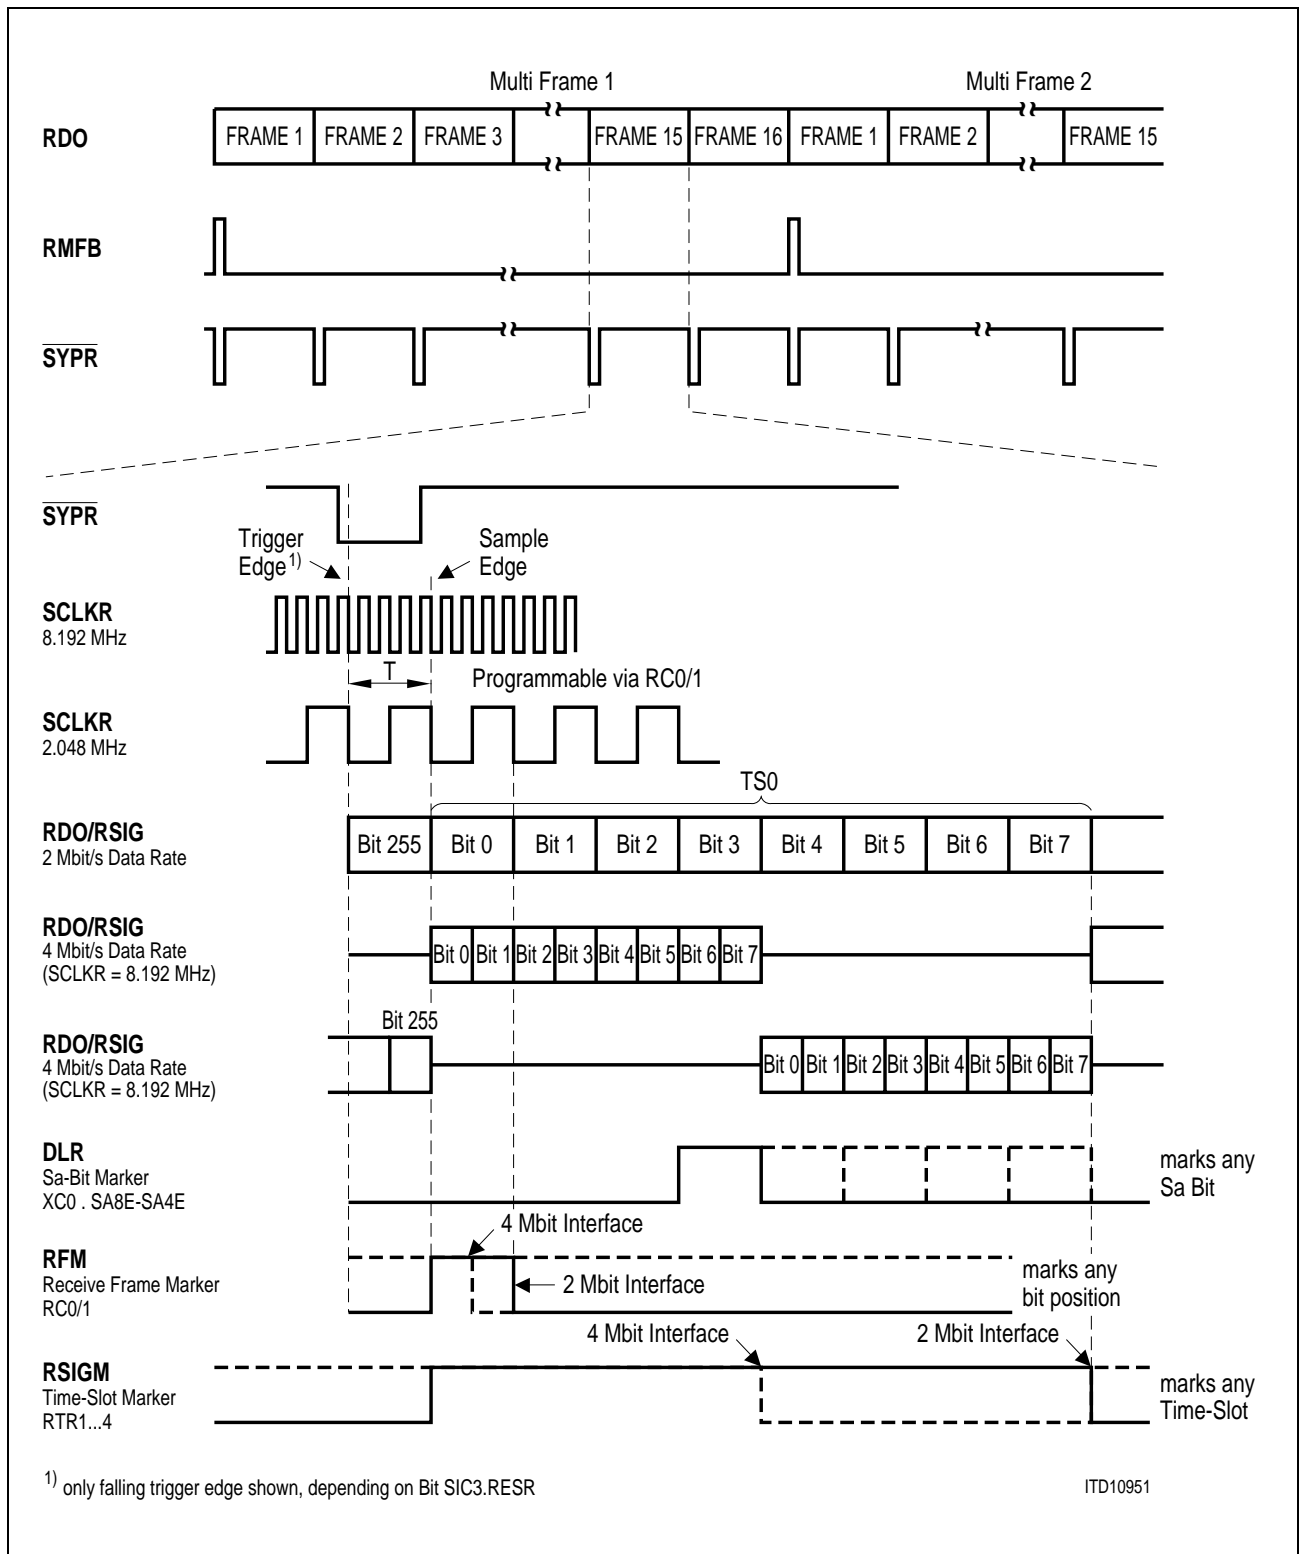 Multi Frame 1 Multi Frame 2
RDO FRAME 1 FRAME 2 FRAME 3 FRAME 15 FRAME 16 FRAME 1 FRAME 2 FRAME 15
RMFB
SYPR
SYPR
Trigger
Edge 1)
Sample
Edge
SCLKR
8.192 MHz
T Programmable via RC0/1
SCLKR
2.048 MHz
TS0
RDO/RSIG
2 Mbit/s Data Rate
Bit 255 Bit 0 Bit 1 Bit 2 Bit 3 Bit 4 Bit 5 Bit 6 Bit 7
RDO/RSIG
4 Mbit/s Data Rate
(SCLKR = 8.192 MHz)
Bit 0 Bit 1 Bit 2 Bit 3 Bit 4 Bit 5 Bit 6 Bit 7
Bit 255
RDO/RSIG
4 Mbit/s Data Rate
(SCLKR = 8.192 MHz)
Bit 0 Bit 1 Bit 2 Bit 3 Bit 4 Bit 5 Bit 6 Bit 7
DLR
Sa-Bit Marker
XC0 . SA8E-SA4E
marks any
Sa Bit
4 Mbit Interface
RFM
Receive Frame Marker
RC0/1
2 Mbit Interface
marks any
bit position
4 Mbit Interface 2 Mbit Interface
RSIGM
Time-Slot Marker
RTR1...4
marks any
Time-Slot
1) only falling trigger edge shown, depending on Bit SIC3.RESR
ITD10951